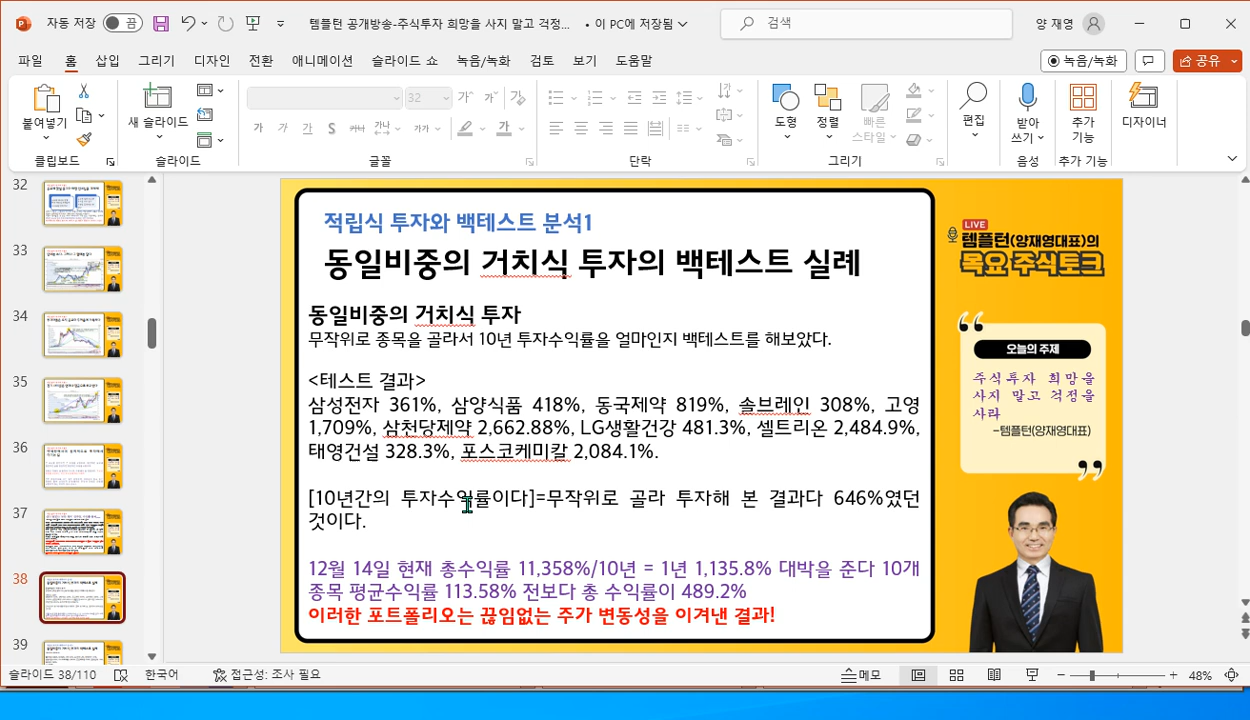 자동 저장 끔 템플턴 공개방송-주식투자 희망을 사지 말고 걱정... • 이 PC에 저장됨 검색 양 재영
파일 홈 삽입 그리기 디자인 전환 애니메이션 슬라이드 쇼 녹음/녹화 검토 보기 도움말 녹음/녹화 공유
붙여넣기 새 슬라이드 32 도형 정렬 빠른 스타일 편집 받아쓰기 추가 기능 디자이너
클립보드 슬라이드 글꼴 단락 그리기 음성 추가 기능
32
33
34
35
36
37
38
39
적립식 투자와 백테스트 분석1
동일비중의 거치식 투자의 백테스트 실례
동일비중의 거치식 투자
무작위로 종목을 골라서 10년 투자수익률을 얼마인지 백테스트를 해보았다.
<테스트 결과>
삼성전자 361%, 삼양식품 418%, 동국제약 819%, 솔브레인 308%, 고영
1,709%, 삼천당제약 2,662.88%, LG생활건강 481.3%, 셀트리온 2,484.9%,
태영건설 328.3%, 포스코케미칼 2,084.1%.
[10년간의 투자수익률이다]=무작위로 골라 투자해 본 결과다 646%였던
것이다.
12월 14일 현재 총수익률 11,358%/10년 = 1년 1,135.8% 대박을 준다 10개
종목 평균수익률 113.58% 전보다 총 수익률이 489.2%
이러한 포트폴리오는 끊임없는 주가 변동성을 이겨낸 결과!
LIVE
템플턴(양재영대표)의
목요 주식토크
오늘의 주제
주식투자 희망을
사지 말고 걱정을
사라
-템플턴(양재영대표)
슬라이드 38/110 한국어 접근성: 조사 필요 메모 48%